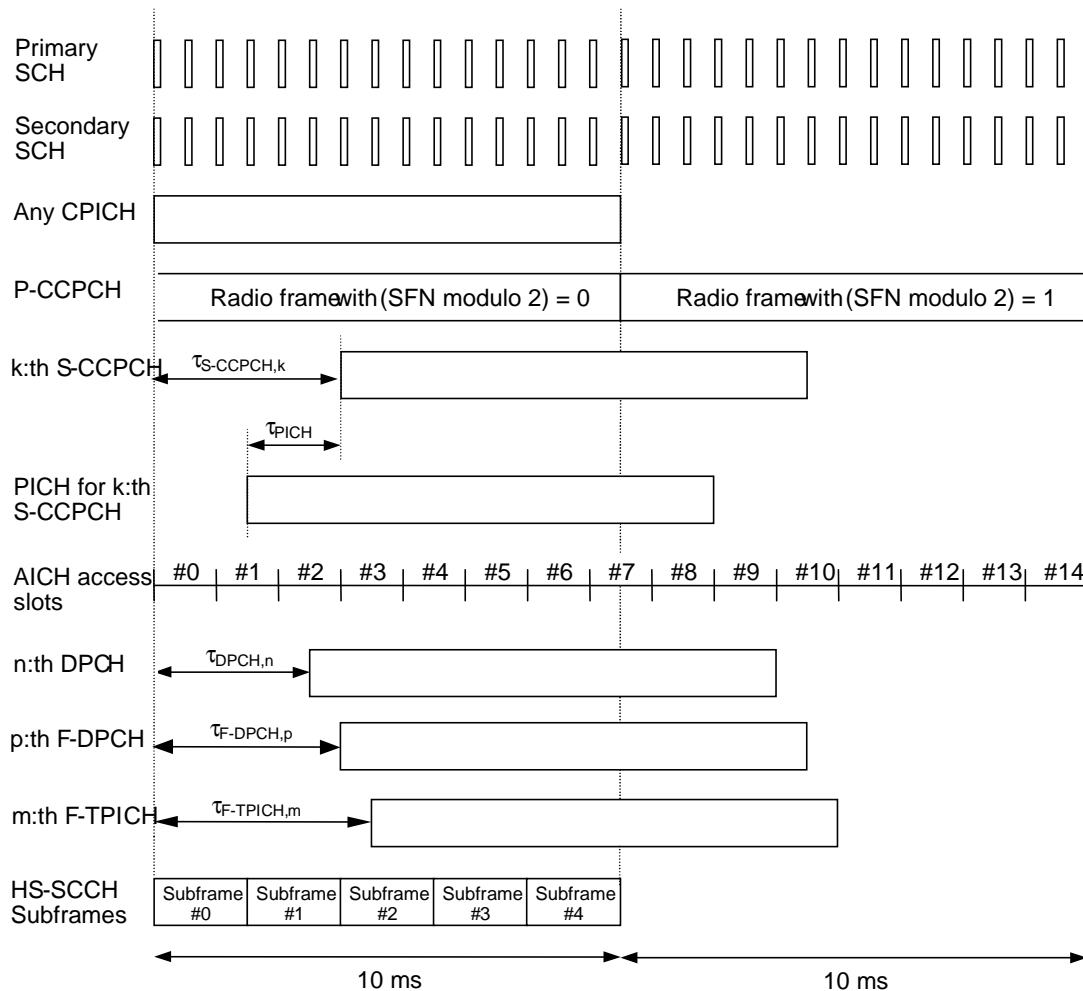 Primary
SCH
Secondary
SCH
Any CPICH
P-CCPCH
Radio frame with (SFN modulo 2) = 0
Radio frame with (SFN modulo 2) = 1
k:th S-CCPCH
τS-CCPCH,k
τPICH
PICH for k:th
S-CCPCH
AICH access
slots
#0 #1 #2 #3 #4 #5 #6 #7 #8 #9 #10 #11 #12 #13 #14
n:th DPCH
τDPCH,n
p:th F-DPCH
τF-DPCH,p
m:th F-TPICH
τF-TPICH,m
HS-SCCH
Subframes
Subframe
#0
Subframe
#1
Subframe
#2
Subframe
#3
Subframe
#4
10 ms
10 ms